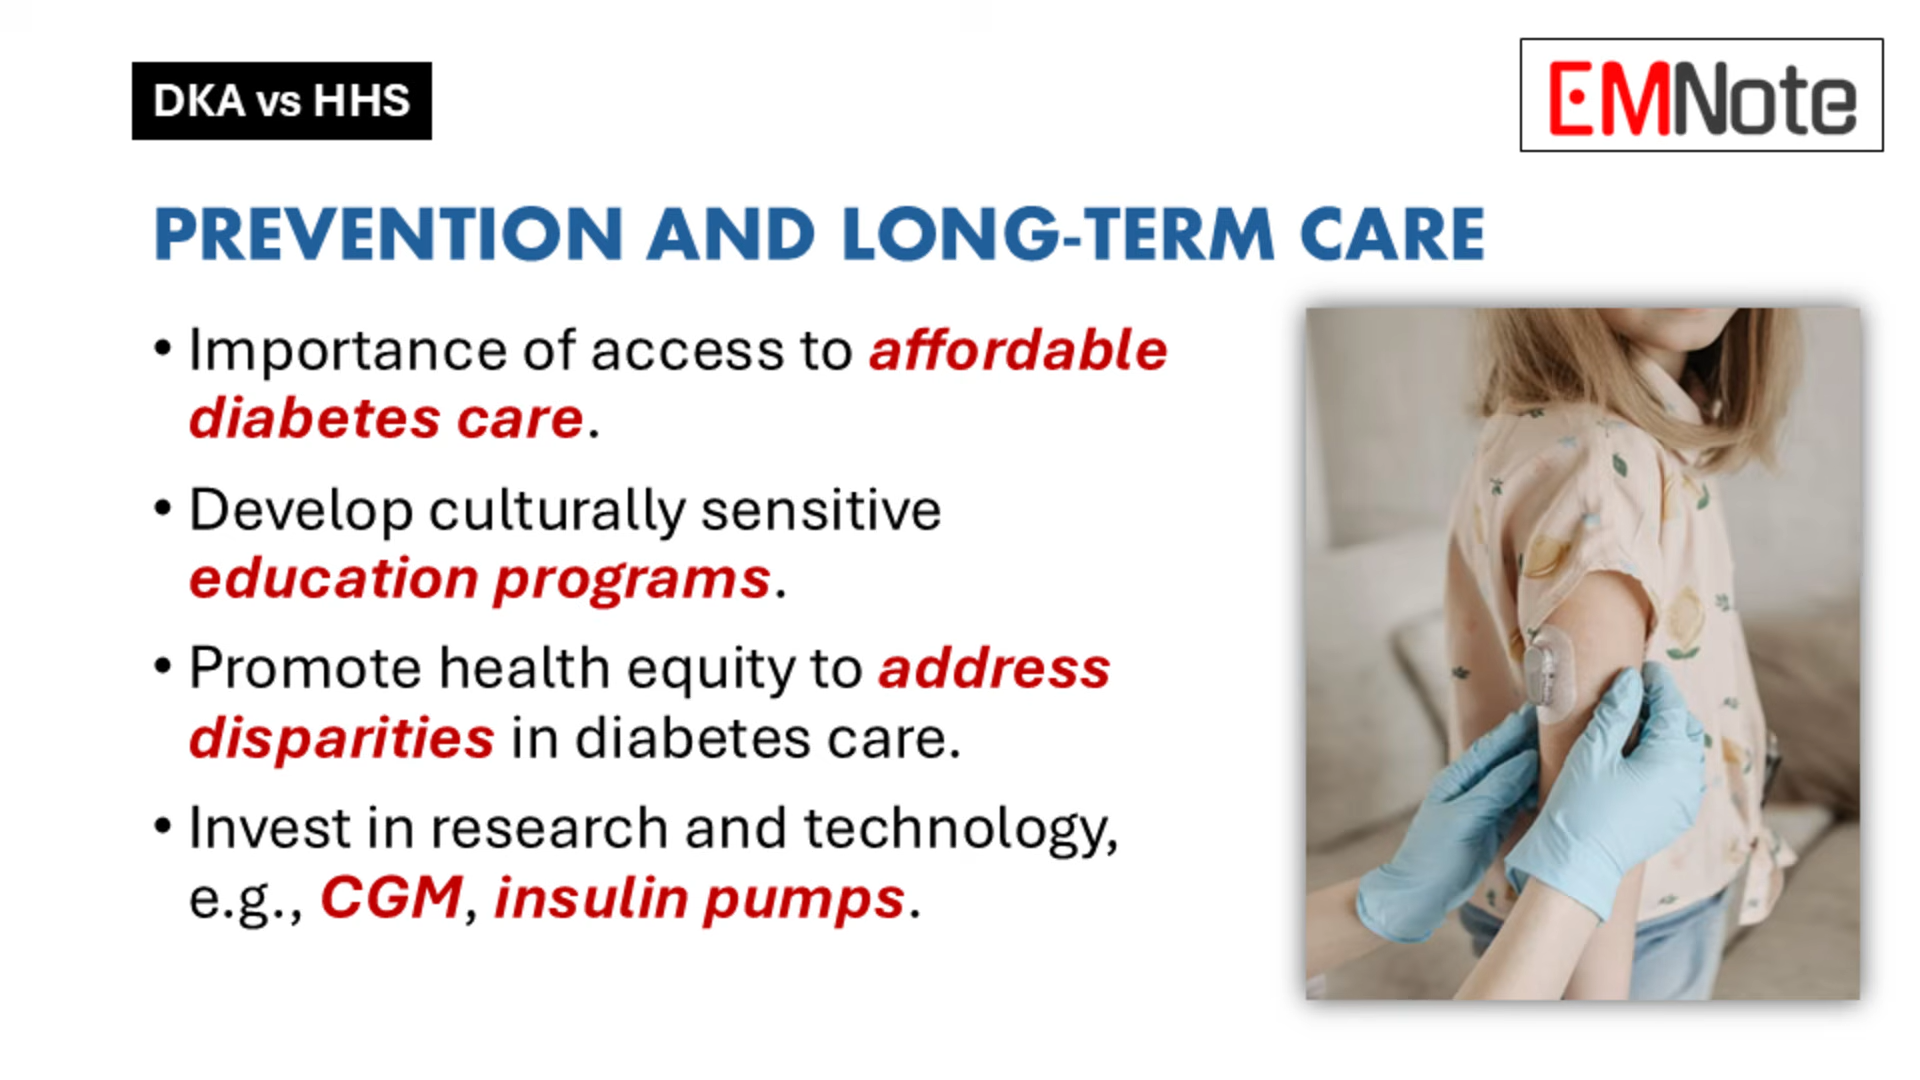 DKA vs HHS
EMNote
PREVENTION AND LONG-TERM CARE
• Importance of access to affordable
diabetes care.
• Develop culturally sensitive
education programs.
• Promote health equity to address
disparities in diabetes care.
• Invest in research and technology,
e.g., CGM, insulin pumps.